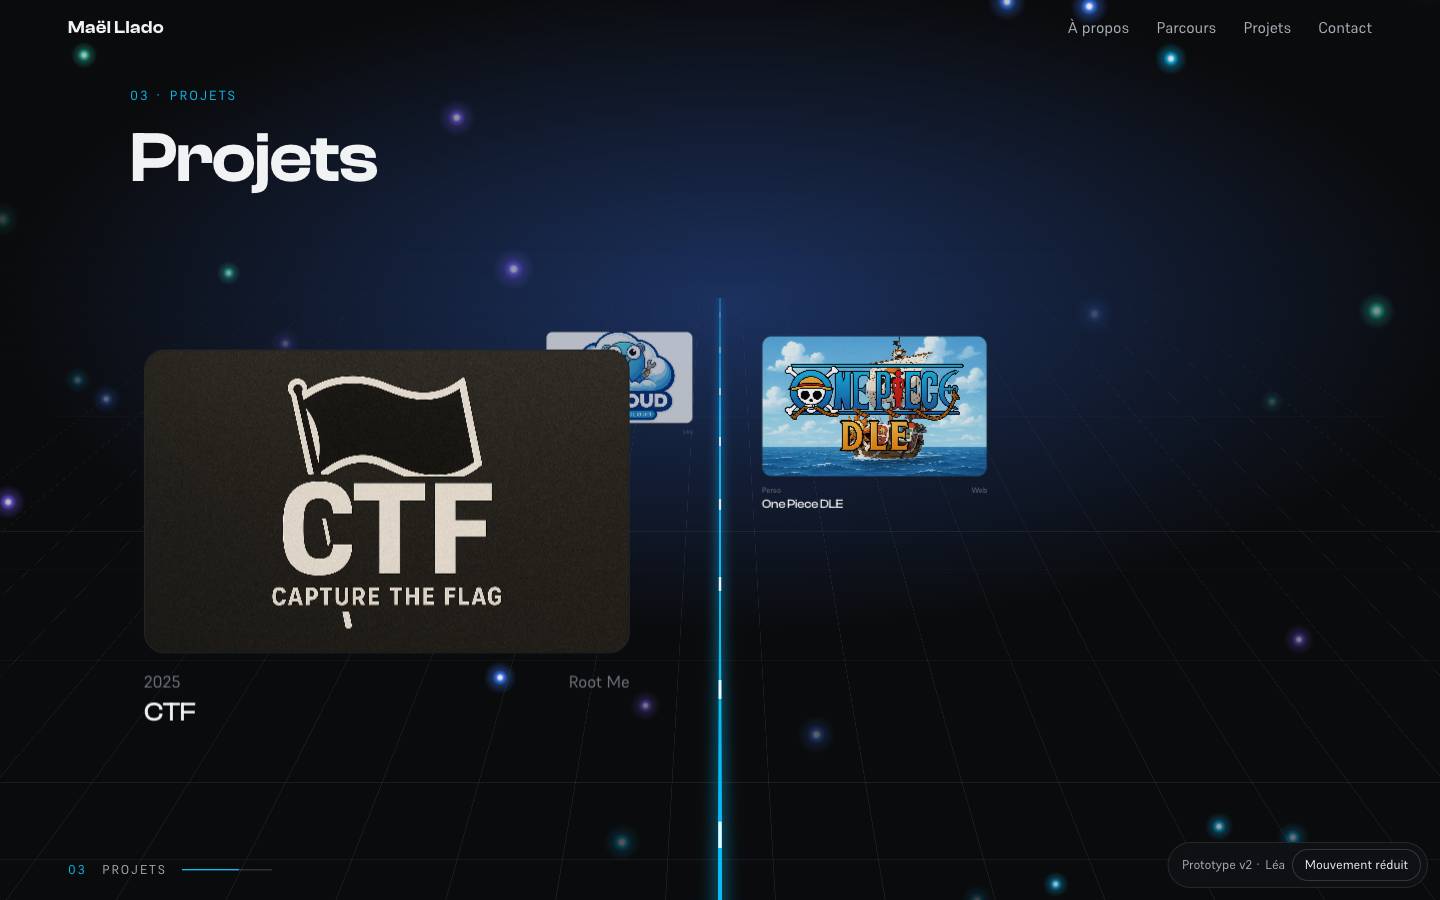 Maël Llado
À propos Parcours Projets Contact
03 · PROJETS
Projets
OUD
ONE PIECE
DLE
CTF
CAPTURE THE FLAG
Perso Web
One Piece DLE
2025 Root Me
CTF
03 PROJETS
Prototype v2 · Léa Mouvement réduit